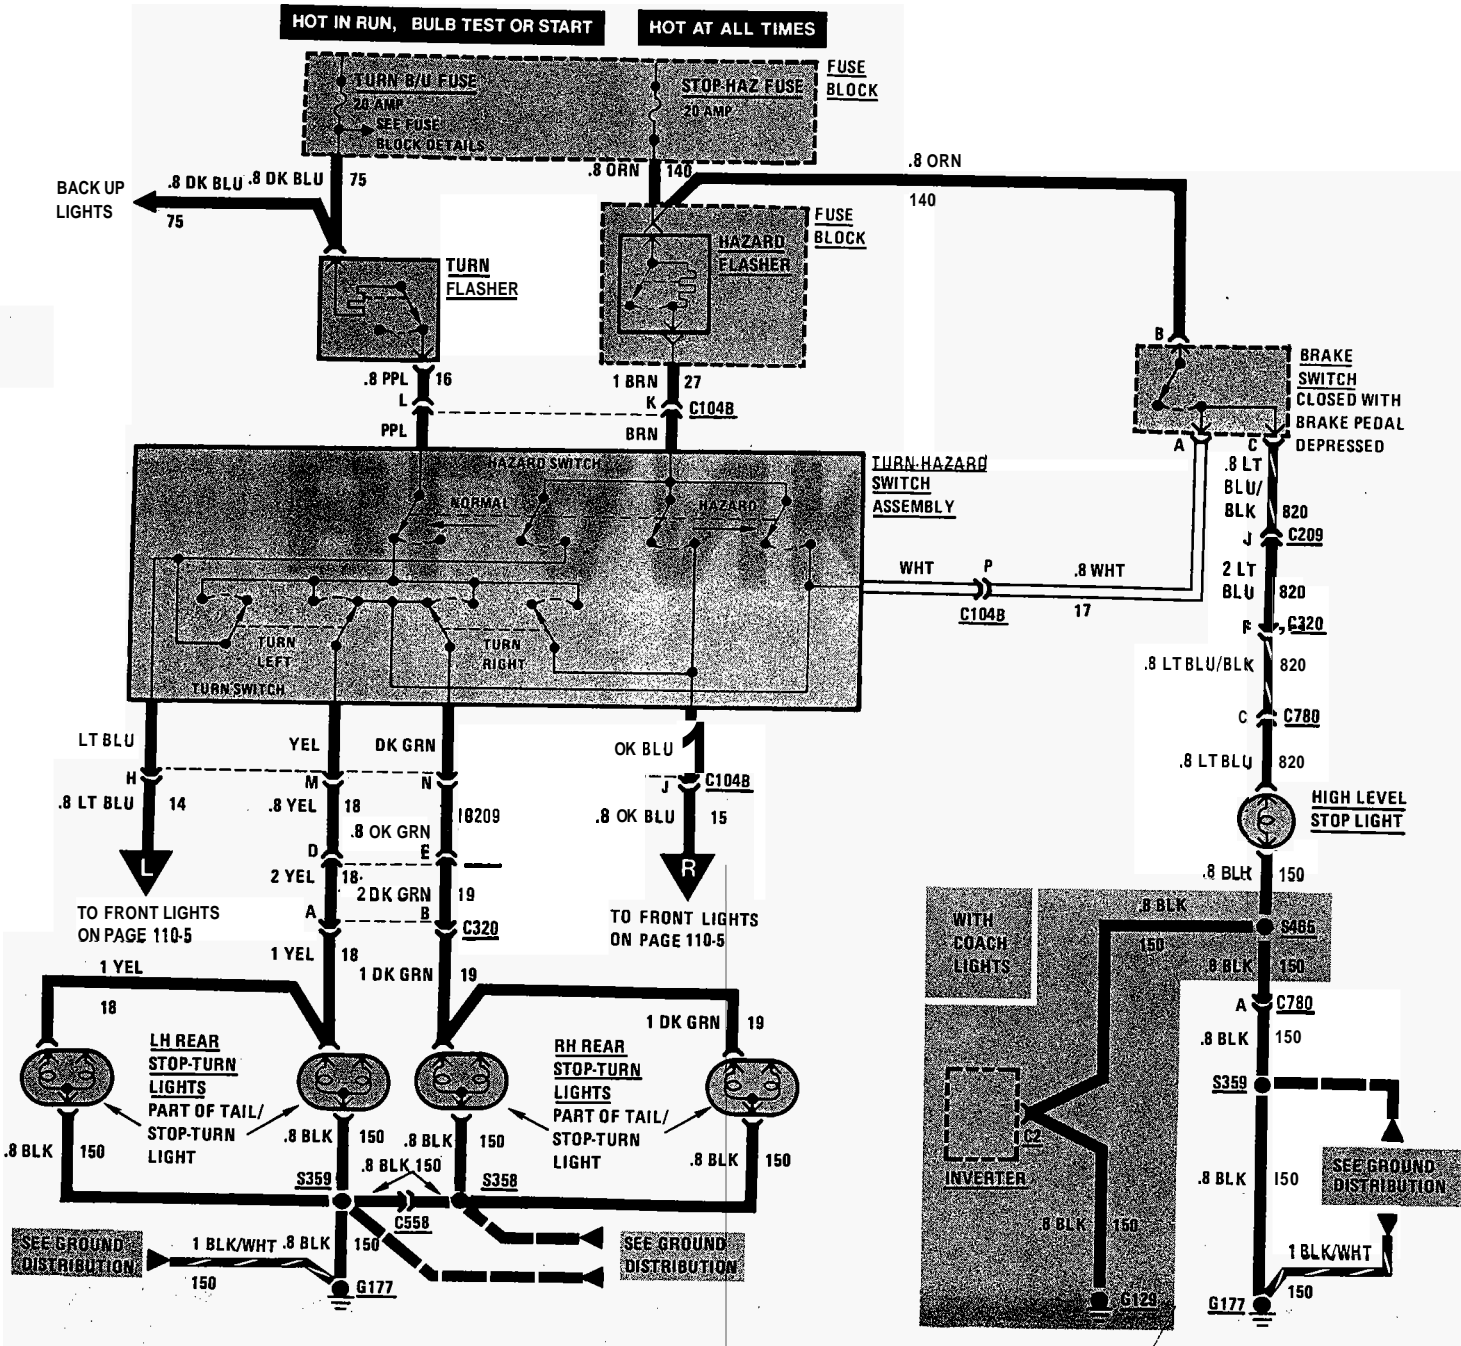 HOT IN RUN, BULB TEST OR START
HOT AT ALL TIMES
TURN B/U FUSE
20 AMP
SEE FUSE
BLOCK DETAILS
STOP-HAZ FUSE
20 AMP
FUSE
BLOCK
BACK UP
LIGHTS
.8 DK BLU
75
.8 DK BLU
75
.8 ORN
140
.8 ORN
140
TURN
FLASHER
HAZARD
FLASHER
FUSE
BLOCK
.8 PPL
16
L
PPL
1 BRN
27
K
C104B
BRN
B
BRAKE
SWITCH
CLOSED WITH
BRAKE PEDAL
DEPRESSED
A
C
HAZARD SWITCH
NORMAL
HAZARD
TURN-HAZARD
SWITCH
ASSEMBLY
TURN
LEFT
TURN
RIGHT
TURN SWITCH
WHT
P
C104B
.8 WHT
17
.8 LT
BLU/
BLK
820
J
C209
2 LT
BLU
820
F
C320
.8 LT BLU/BLK
820
C
C780
.8 LT BLU
820
HIGH LEVEL
STOP LIGHT
.8 BLK
150
LT BLU
YEL
DK GRN
OK BLU
H
M
N
J
C104B
.8 LT BLU
14
.8 YEL
18
.8 OK GRN
I8209
.8 OK BLU
15
D
E
L
R
2 YEL
18
2 DK GRN
19
A
B
C320
TO FRONT LIGHTS
ON PAGE 110-5
TO FRONT LIGHTS
ON PAGE 110-5
1 YEL
18
1 DK GRN
19
1 YEL
18
1 DK GRN
19
LH REAR
STOP-TURN
LIGHTS
PART OF TAIL/
STOP-TURN
LIGHT
RH REAR
STOP-TURN
LIGHTS
PART OF TAIL/
STOP-TURN
LIGHT
.8 BLK
150
.8 BLK
150
.8 BLK
150
.8 BLK
150
.8 BLK 150
S359
S358
C558
SEE GROUND
DISTRIBUTION
1 BLK/WHT
150
.8 BLK
150
G177
SEE GROUND
DISTRIBUTION
WITH
COACH
LIGHTS
.8 BLK
150
S486
.8 BLK
150
A
C780
.8 BLK
150
S359
INVERTER
C2
.8 BLK
150
G129
.8 BLK
I50
SEE GROUND
DISTRIBUTION
1 BLK/WHT
150
G177